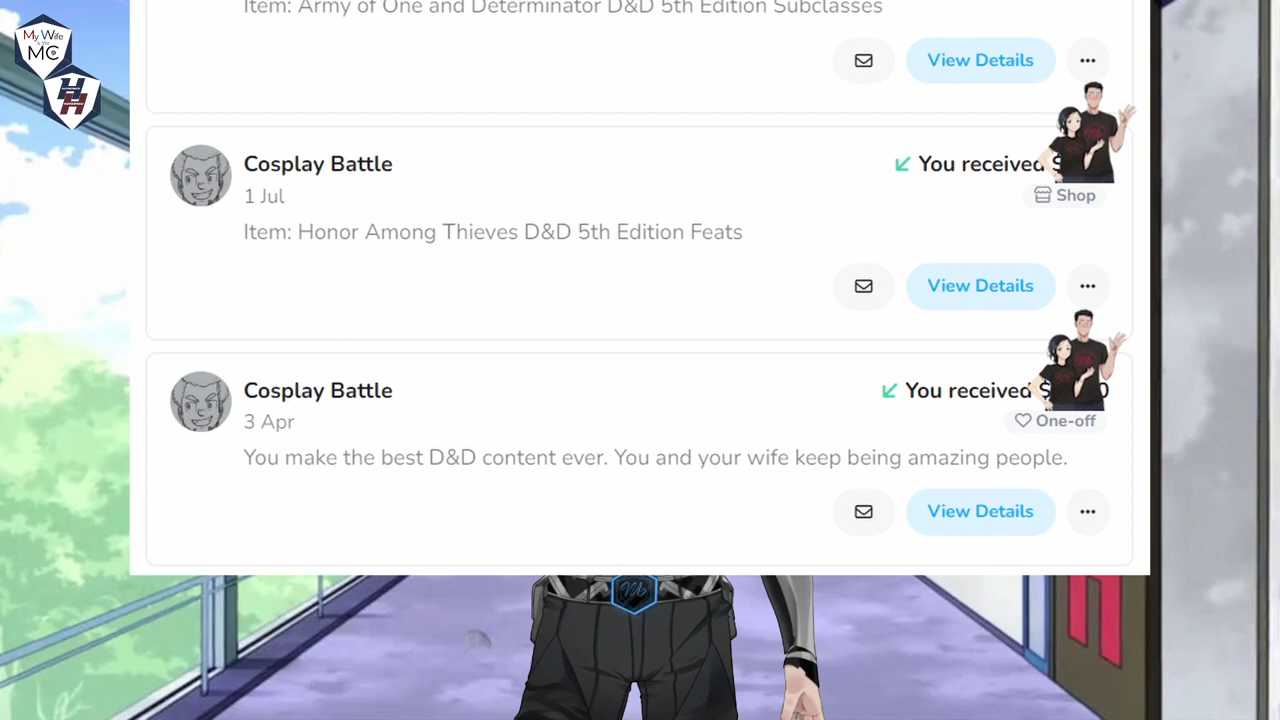 My Wife
MC
HH
Item: Army of One and Determinator D&D 5th Edition Subclasses
View Details
Cosplay Battle
You received $
1 Jul
Shop
Item: Honor Among Thieves D&D 5th Edition Feats
View Details
Cosplay Battle
You received $ 0
3 Apr
One-off
You make the best D&D content ever. You and your wife keep being amazing people.
View Details